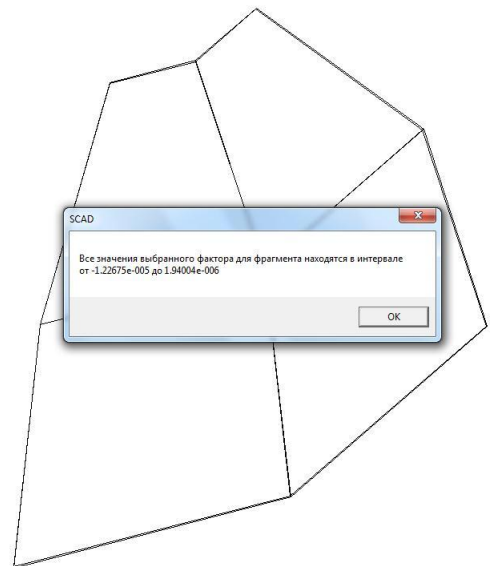 SCAD
Все значения выбранного фактора для фрагмента находятся в интервале
от -1.22675e-005 до 1.94004e-006
OK